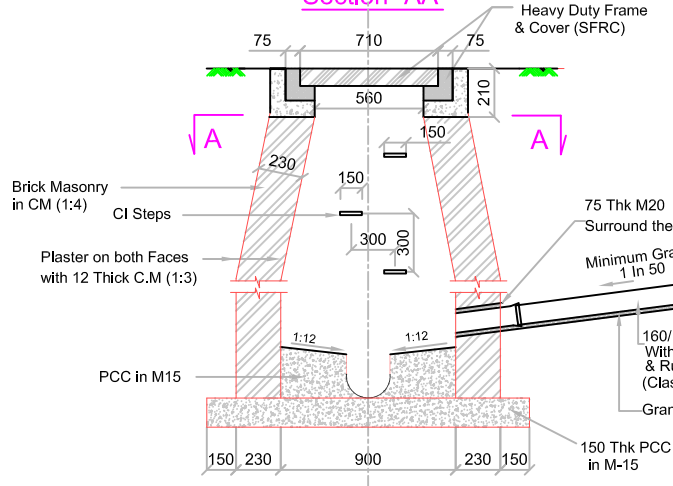 Section- AA
Heavy Duty Frame
& Cover (SFRC)
75
710
75
560
210
A
A
150
230
150
Brick Masonry
in CM (1:4)
CI Steps
75 Thk M20
Surround the
300
300
Plaster on both Faces
with 12 Thick C.M (1:3)
Minimum Gra
1 In 50
1:12
1:12
160/
With
& Ru
(Clas
PCC in M15
Gran
150 Thk PCC
in M-15
150
230
900
230
150